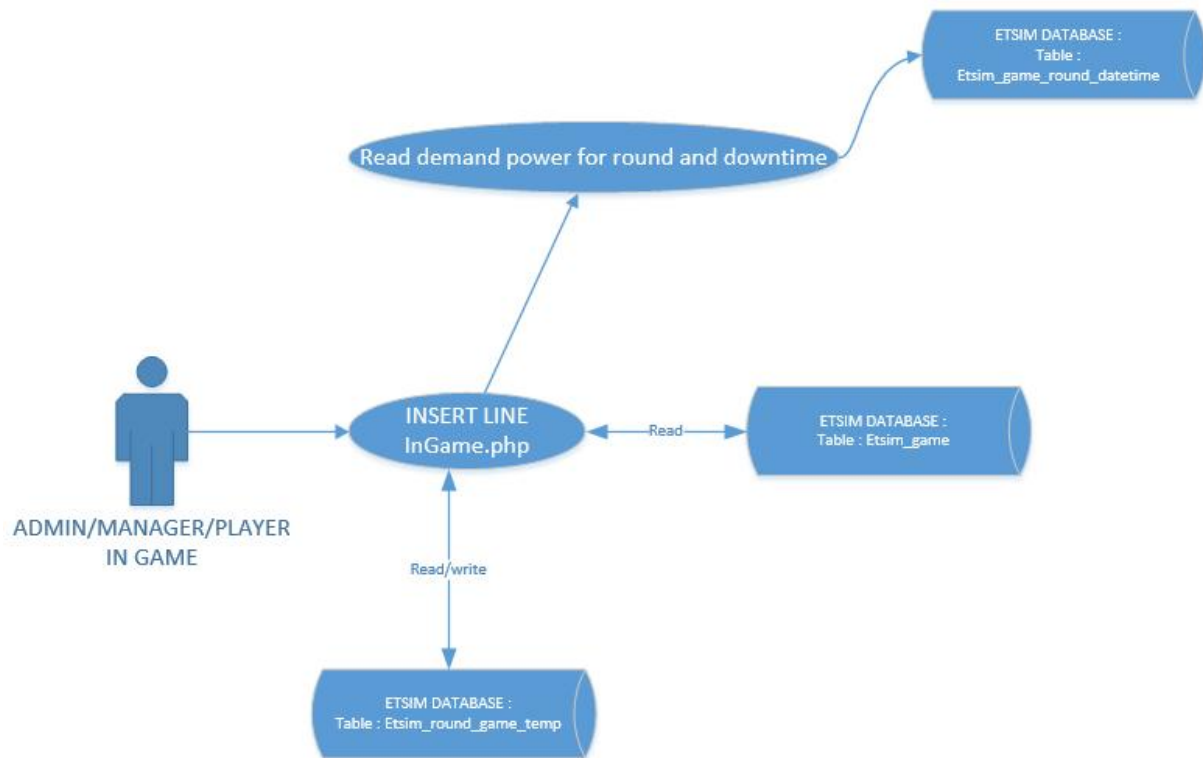 ETSIM DATABASE :
Table :
Etsim_game_round_datetime
Read demand power for round and downtime
INSERT LINE
InGame.php
Read
ETSIM DATABASE :
Table : Etsim_game
ADMIN/MANAGER/PLAYER
IN GAME
Read/write
ETSIM DATABASE :
Table : Etsim_round_game_temp